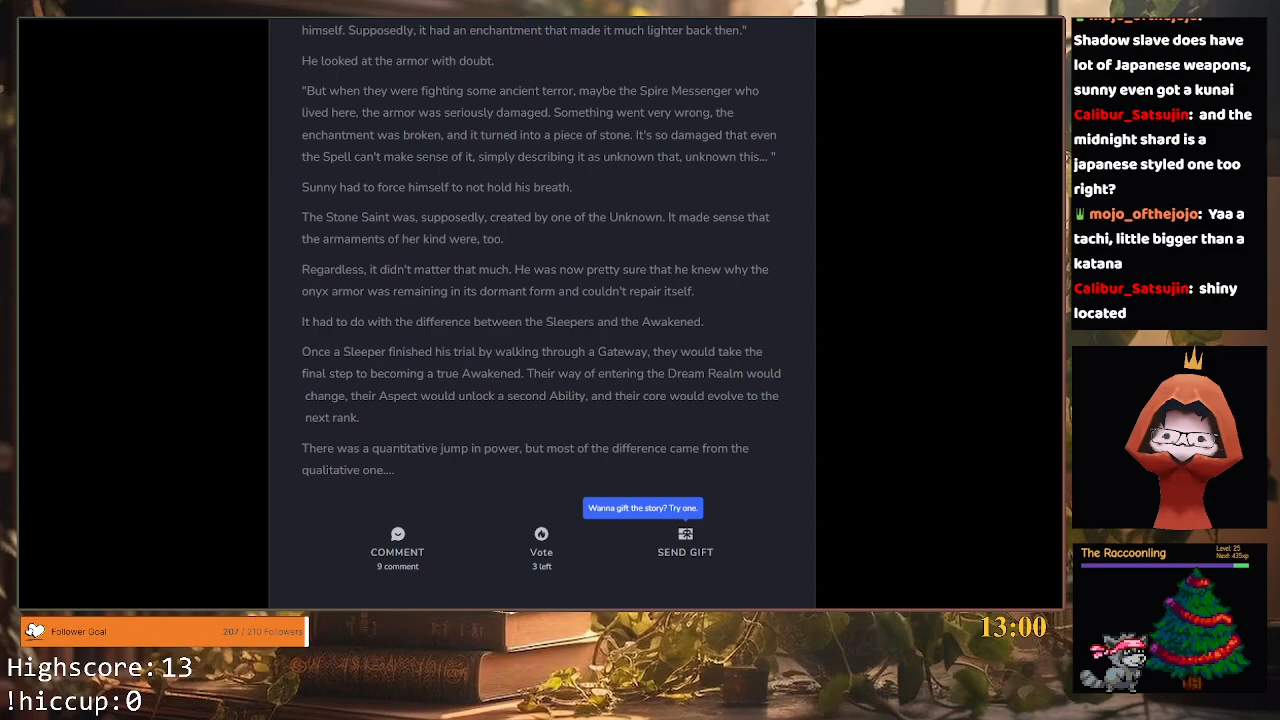 himself. Supposedly, it had an enchantment that made it much lighter back then."
He looked at the armor with doubt.
"But when they were fighting some ancient terror, maybe the Spire Messenger who
lived here, the armor was seriously damaged. Something went very wrong, the
enchantment was broken, and it turned into a piece of stone. It's so damaged that even
the Spell can't make sense of it, simply describing it as unknown that, unknown this... "
Sunny had to force himself to not hold his breath.
The Stone Saint was, supposedly, created by one of the Unknown. It made sense that
the armaments of her kind were, too.
Regardless, it didn't matter that much. He was now pretty sure that he knew why the
onyx armor was remaining in its dormant form and couldn't repair itself.
It had to do with the difference between the Sleepers and the Awakened.
Once a Sleeper finished his trial by walking through a Gateway, they would take the
final step to becoming a true Awakened. Their way of entering the Dream Realm would
change, their Aspect would unlock a second Ability, and their core would evolve to the
next rank.
There was a quantitative jump in power, but most of the difference came from the
qualitative one....
Wanna gift the story? Try one.
COMMENT
9 comment
Vote
3 left
SEND GIFT
mojo_ofthejojo:
Shadow slave does have
lot of Japanese weapons,
sunny even got a kunai
Calibur_Satsujin: and the
midnight shard is a
japanese styled one too
right?
mojo_ofthejojo: Yaa a
tachi, little bigger than a
katana
Calibur_Satsujin: shiny
located
The Raccoonling
Level: 25
Next: 435xp
Follower Goal
207 / 210 Followers
13:00
Highscore:13
!hiccup:0